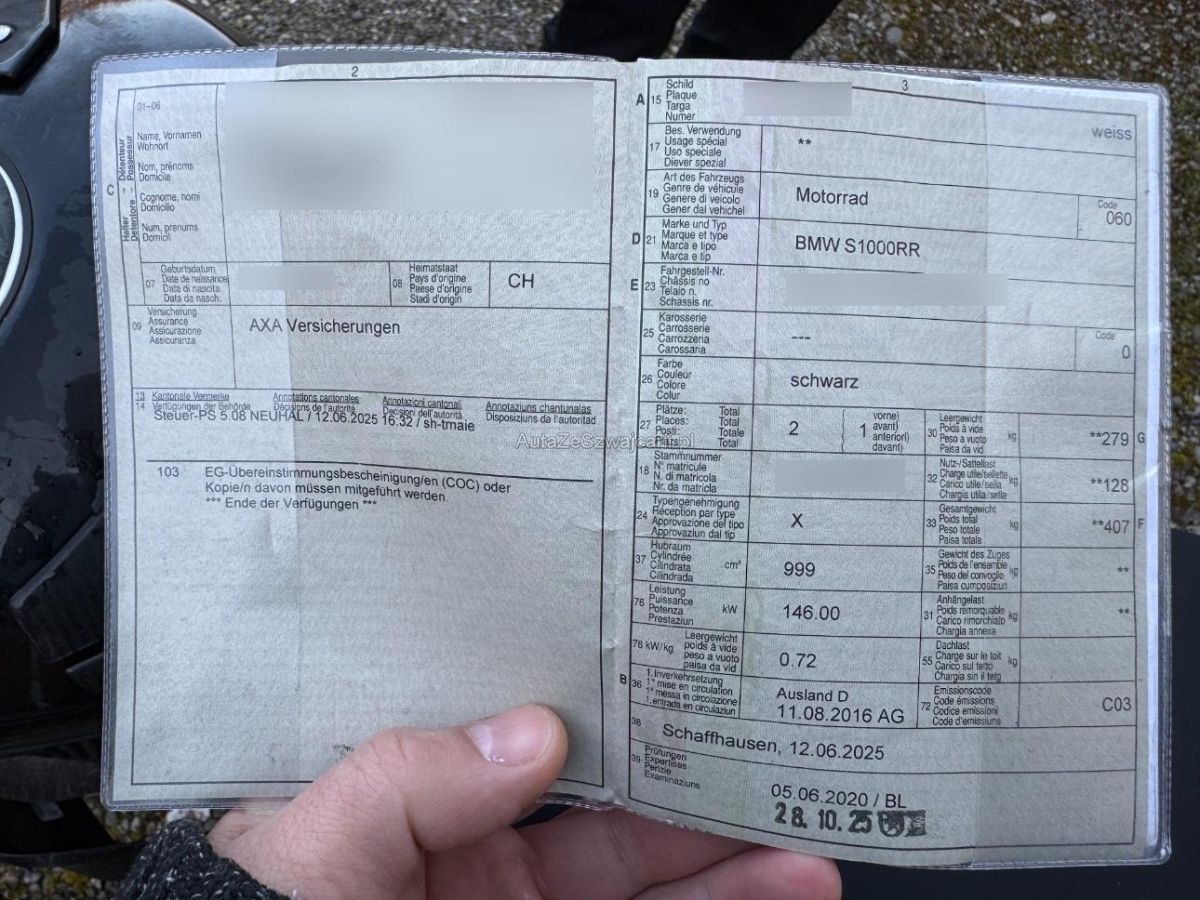 2
01–06
Name, Vornamen
Wohnort
Nom, prénoms
Domicile
Cognome, nomi
Domicilio
Num, prenums
Domicil
C
Halter Détenteur
Detentore Possessur
07
Geburtsdatum
Date de naissance
Data di nascita
Data da nasch.
08
Heimatstaat
Pays d'origine
Paese d'origine
Stadi d'origin
CH
09
Versicherung
Assurance
Assicurazione
Assicuranza
AXA Versicherungen
13 Kantonale Vermerke Annotations cantonales Annotazioni cantonali Annotaziuns chantunalas
14 Verfügungen der Behörde Décisions de l'autorité Decisioni dell'autorità Disposiziuns da l'autoritad
Steuer-PS 5.08 NEUHAL / 12.06.2025 16.32 / sh-tmaie
103 EG-Übereinstimmungsbescheinigung/en (COC) oder
Kopie/n davon müssen mitgeführt werden.
*** Ende der Verfügungen ***
3
A 15
Schild
Plaque
Targa
Numer
weiss
17
Bes. Verwendung
Usage spécial
Uso speciale
Diever spezial
**
19
Art des Fahrzeugs
Genre de véhicule
Genere di veicolo
Gener dal vehichel
Motorrad
Code
060
D 21
Marke und Typ
Marque et type
Marca e tipo
Marca e tip
BMW S1000RR
E 23
Fahrgestell-Nr.
Châssis no
Telaio n.
Schassis nr.
25
Karosserie
Carrosserie
Carrozzeria
Carossaria
---
Code
0
26
Farbe
Couleur
Colore
Colur
schwarz
27
Plätze: Total
Places: Total
Posti: Totale
Plazs: Total
2
1
vorne)
avant)
anteriori)
davant)
30
Leergewicht
Poids à vide
Peso a vuoto
Paisa da vid
kg
**279 G
18
Stammnummer
N° matricule
N. di matricola
Nr. da matricla
32
Nutz-/Sattellast
Charge utile/sellette
Carico utile/sella
Chargia utila/selle
kg
**128
24
Typengenehmigung
Réception par type
Approvazione del tipo
Approvaziun dal tip
X
33
Gesamtgewicht
Poids total
Peso totale
Paisa totala
kg
**407 F
37
Hubraum
Cylindrée
Cilindrata
Cilindrada
cm³
999
35
Gewicht des Zuges
Poids de l'ensemble
Peso del convoglio
Paisa cumposiziun
kg
**
76
Leistung
Puissance
Potenza
Prestaziun
kW
146.00
31
Anhängelast
Poids remorquable
Carico rimorchiato
Chargia annexa
kg
**
78 kW/kg
Leergewicht
poids à vide
peso a vuoto
paisa da vid
0.72
55
Dachlast
Charge sur le toit
Carico sul tetto
Chargia sin il tetg
kg
B 36
1. Inverkehrsetzung
1re mise en circulation
1a messa in circolazione
1. entrada en circulaziun
Ausland D
11.08.2016 AG
72
Emissionscode
Code émissions
Codice emissioni
Code d'emissiuns
C03
38
Schaffhausen, 12.06.2025
39
Prüfungen
Expertises
Perizie
Examinaziuns
05.06.2020 / BL
28. 10. 25
AutaZeSzwajcarii.pl